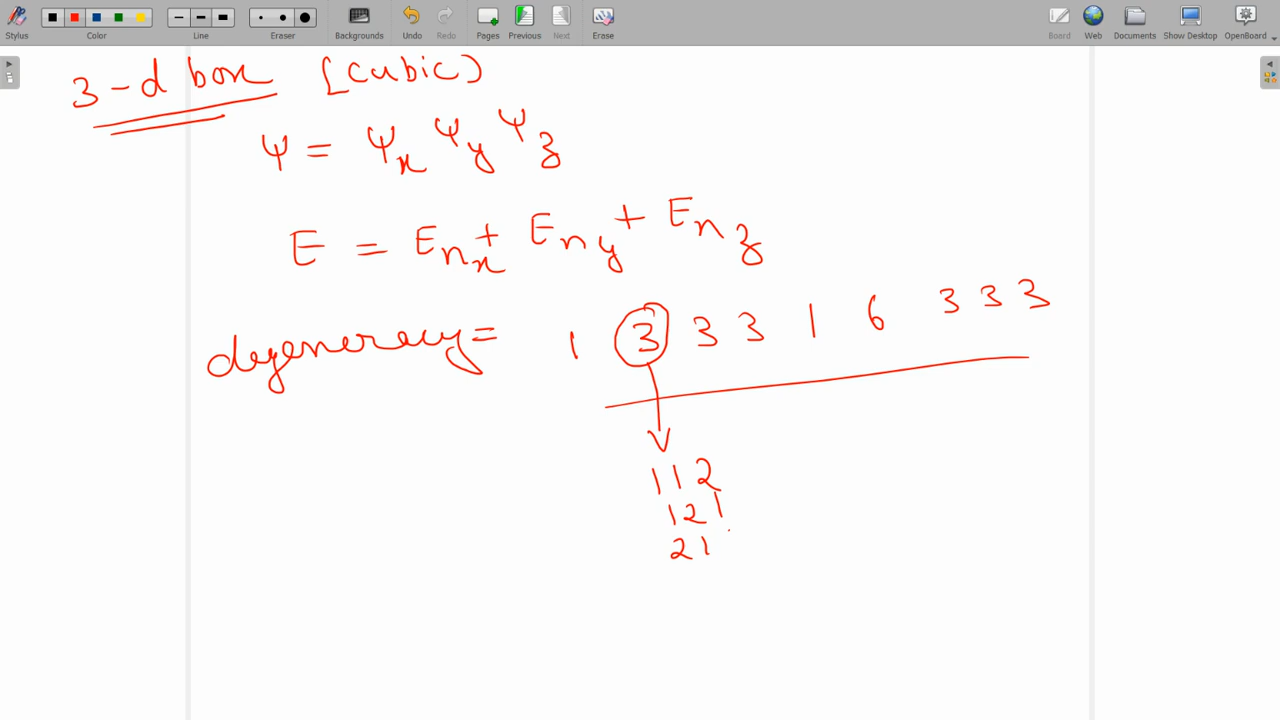 Stylus Color Line Eraser Backgrounds Undo Redo Pages Previous Next Erase Board Web Documents Show Desktop OpenBoard
3-d box [cubic)
Ψ = Ψx Ψy Ψz
E = Enx + Eny + Enz
degeneracy = 1 3 3 3 1 6 3 3 3
112
121
21